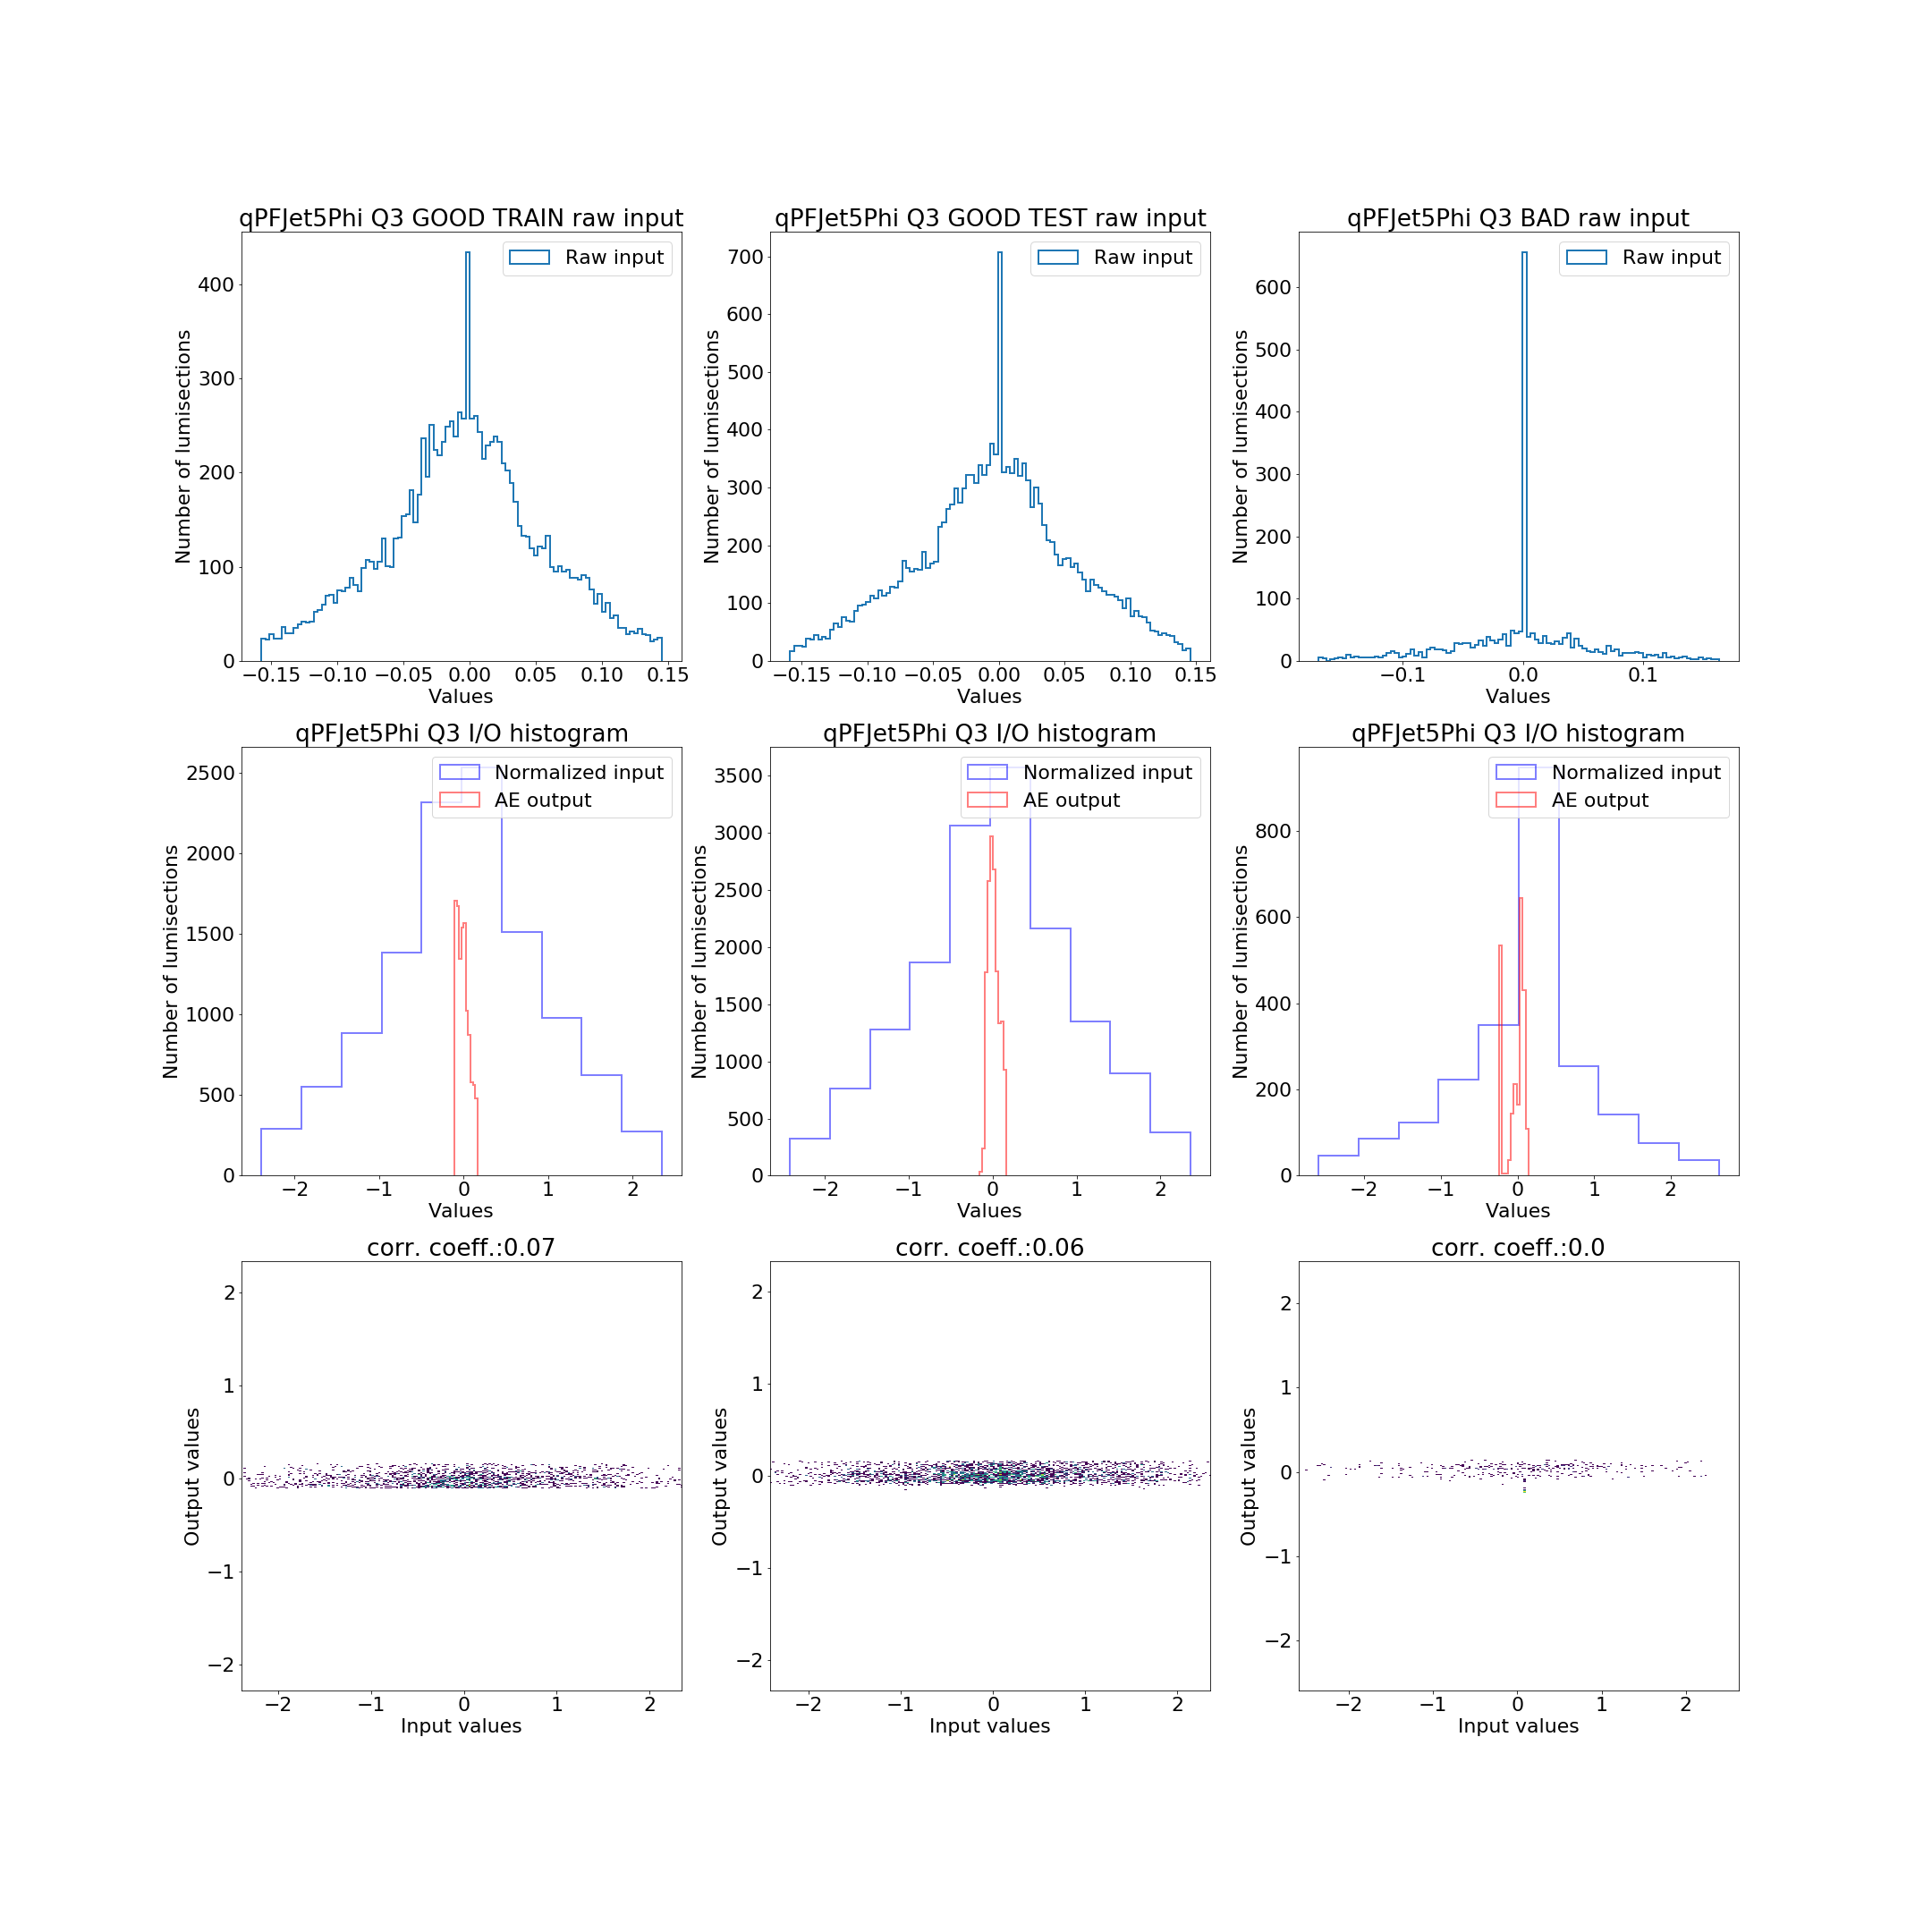 qPFJet5Phi Q3 GOOD TRAIN raw input
Raw input
400
300
200
100
0
Number of lumisections
−0.15 −0.10 −0.05 0.00 0.05 0.10 0.15
Values
qPFJet5Phi Q3 GOOD TEST raw input
Raw input
700
600
500
400
300
200
100
0
Number of lumisections
−0.15 −0.10 −0.05 0.00 0.05 0.10 0.15
Values
qPFJet5Phi Q3 BAD raw input
Raw input
600
500
400
300
200
100
0
Number of lumisections
−0.1 0.0 0.1
Values
qPFJet5Phi Q3 I/O histogram
Normalized input
AE output
2500
2000
1500
1000
500
0
Number of lumisections
−2 −1 0 1 2
Values
qPFJet5Phi Q3 I/O histogram
Normalized input
AE output
3500
3000
2500
2000
1500
1000
500
0
Number of lumisections
−2 −1 0 1 2
Values
qPFJet5Phi Q3 I/O histogram
Normalized input
AE output
800
600
400
200
0
Number of lumisections
−2 −1 0 1 2
Values
corr. coeff.:0.07
2
1
0
−1
−2
Output values
−2 −1 0 1 2
Input values
corr. coeff.:0.06
2
1
0
−1
−2
Output values
−2 −1 0 1 2
Input values
corr. coeff.:0.0
2
1
0
−1
−2
Output values
−2 −1 0 1 2
Input values